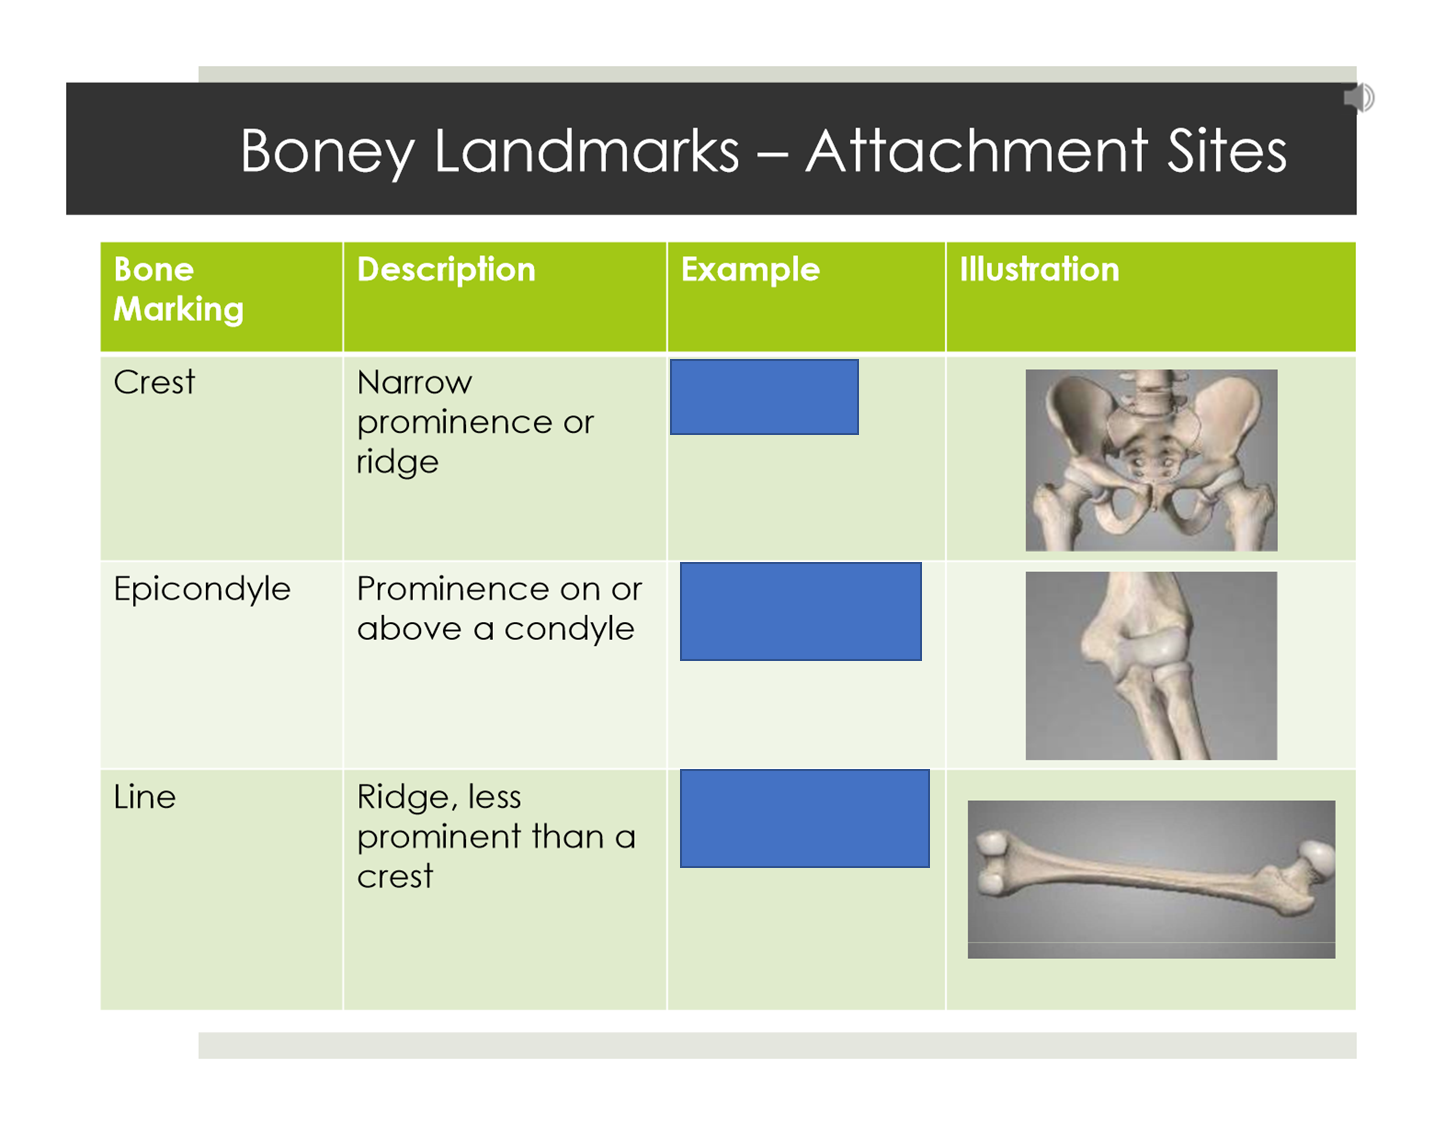 Boney Landmarks – Attachment Sites
Bone
Marking
Description
Example
Illustration
Crest
Narrow
prominence or
ridge
Epicondyle
Prominence on or
above a condyle
Line
Ridge, less
prominent than a
crest